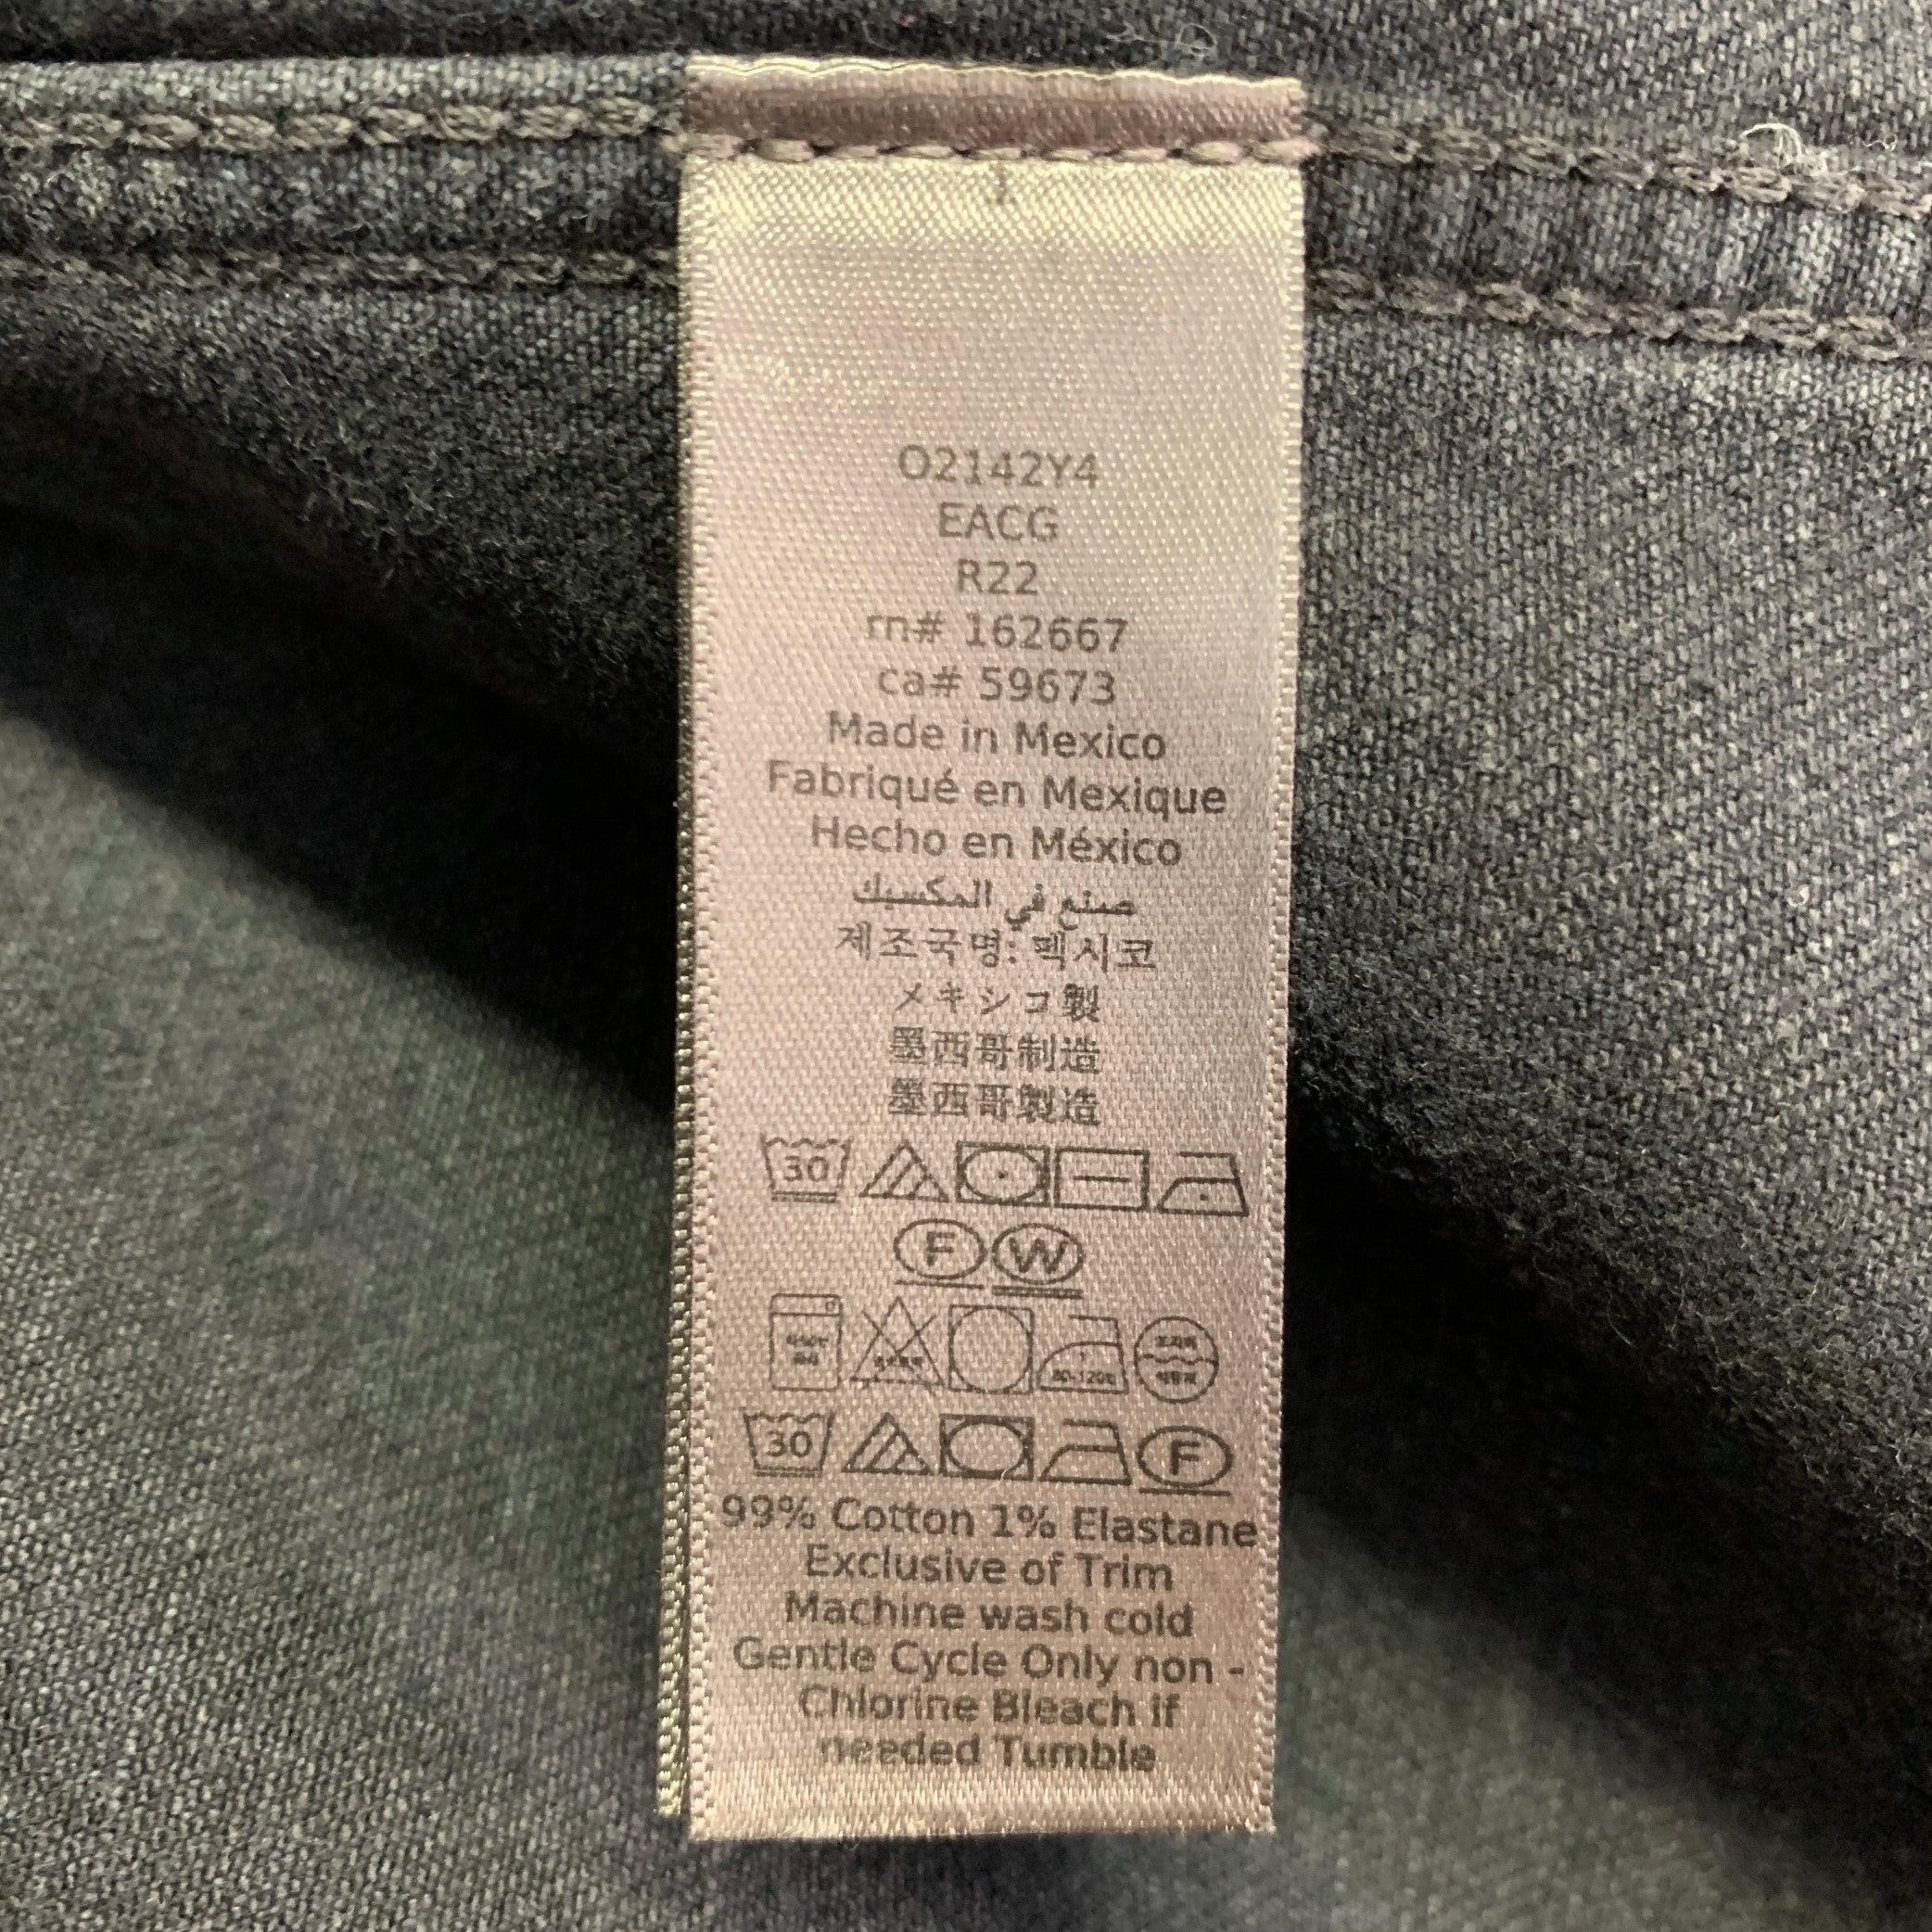 O2142Y4
EACG
R22
rn# 162667
ca# 59673
Made in Mexico
Fabriqué en Mexique
Hecho en México
صنع في المكسيك
제조국명: 멕시코
メキシコ製
墨西哥制造
墨西哥製造
30
F W
80~120℃
30 F
99% Cotton 1% Elastane
Exclusive of Trim
Machine wash cold
Gentle Cycle Only non -
Chlorine Bleach if
needed Tumble